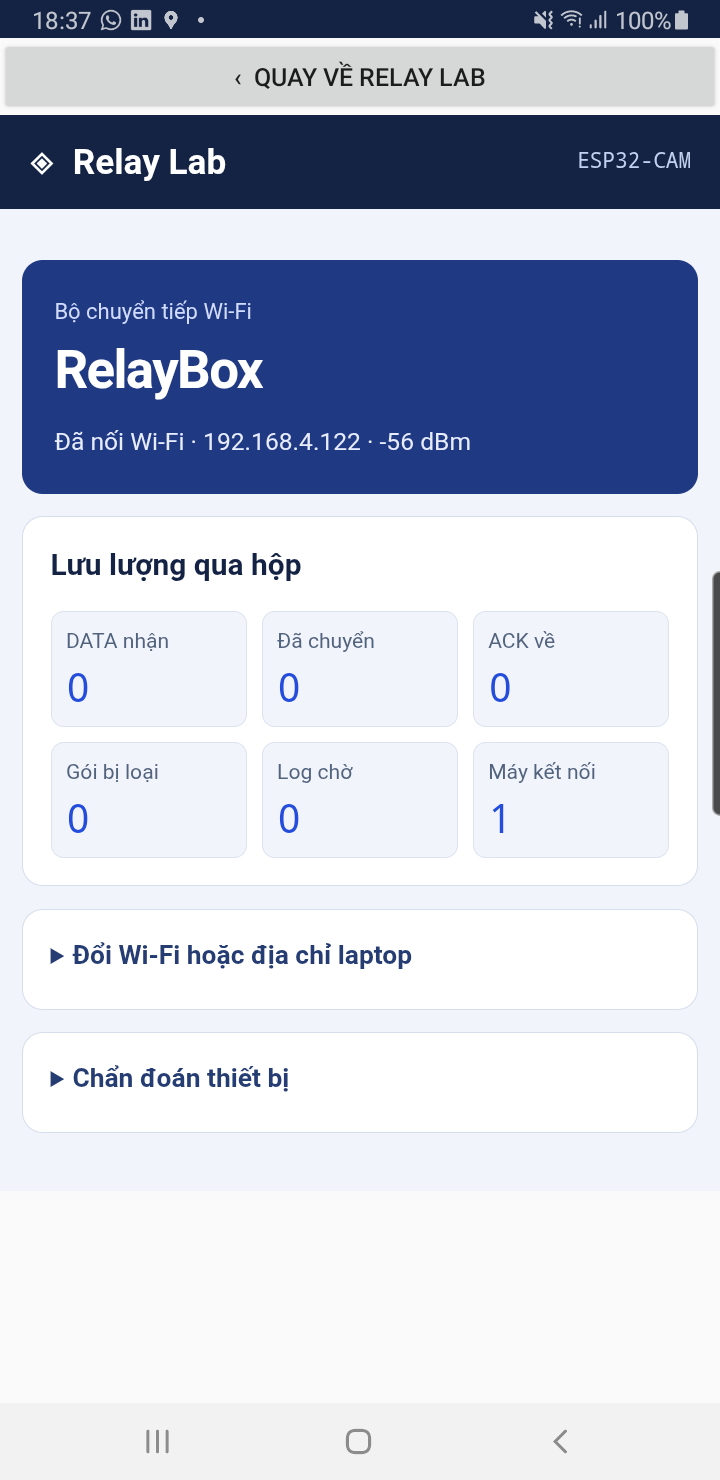 18:37
100%
‹ QUAY VỀ RELAY LAB
Relay Lab
ESP32-CAM
Bộ chuyển tiếp Wi-Fi
RelayBox
Đã nối Wi-Fi · 192.168.4.122 · -56 dBm
Lưu lượng qua hộp
DATA nhận
0
Đã chuyển
0
ACK về
0
Gói bị loại
0
Log chờ
0
Máy kết nối
1
Đổi Wi-Fi hoặc địa chỉ laptop
Chẩn đoán thiết bị